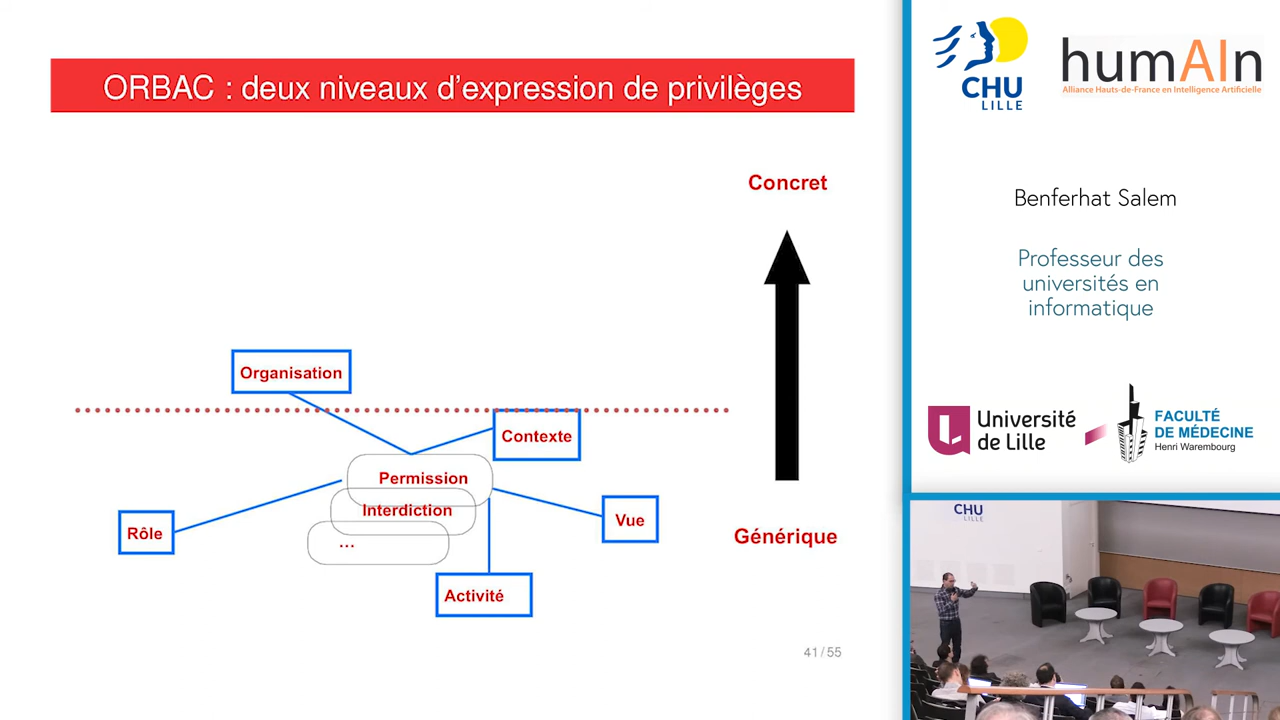 ORBAC : deux niveaux d'expression de privilèges
Concret
Organisation
Contexte
Permission
Interdiction
...
Rôle
Vue
Générique
Activité
41/55
CHU
LILLE
humAIn
Alliance Hauts-de-France en Intelligence Artificielle
Benferhat Salem
Professeur des
universités en
informatique
Université
de Lille
FACULTÉ
DE MÉDECINE
Henri Warembourg
CHU
LILLE